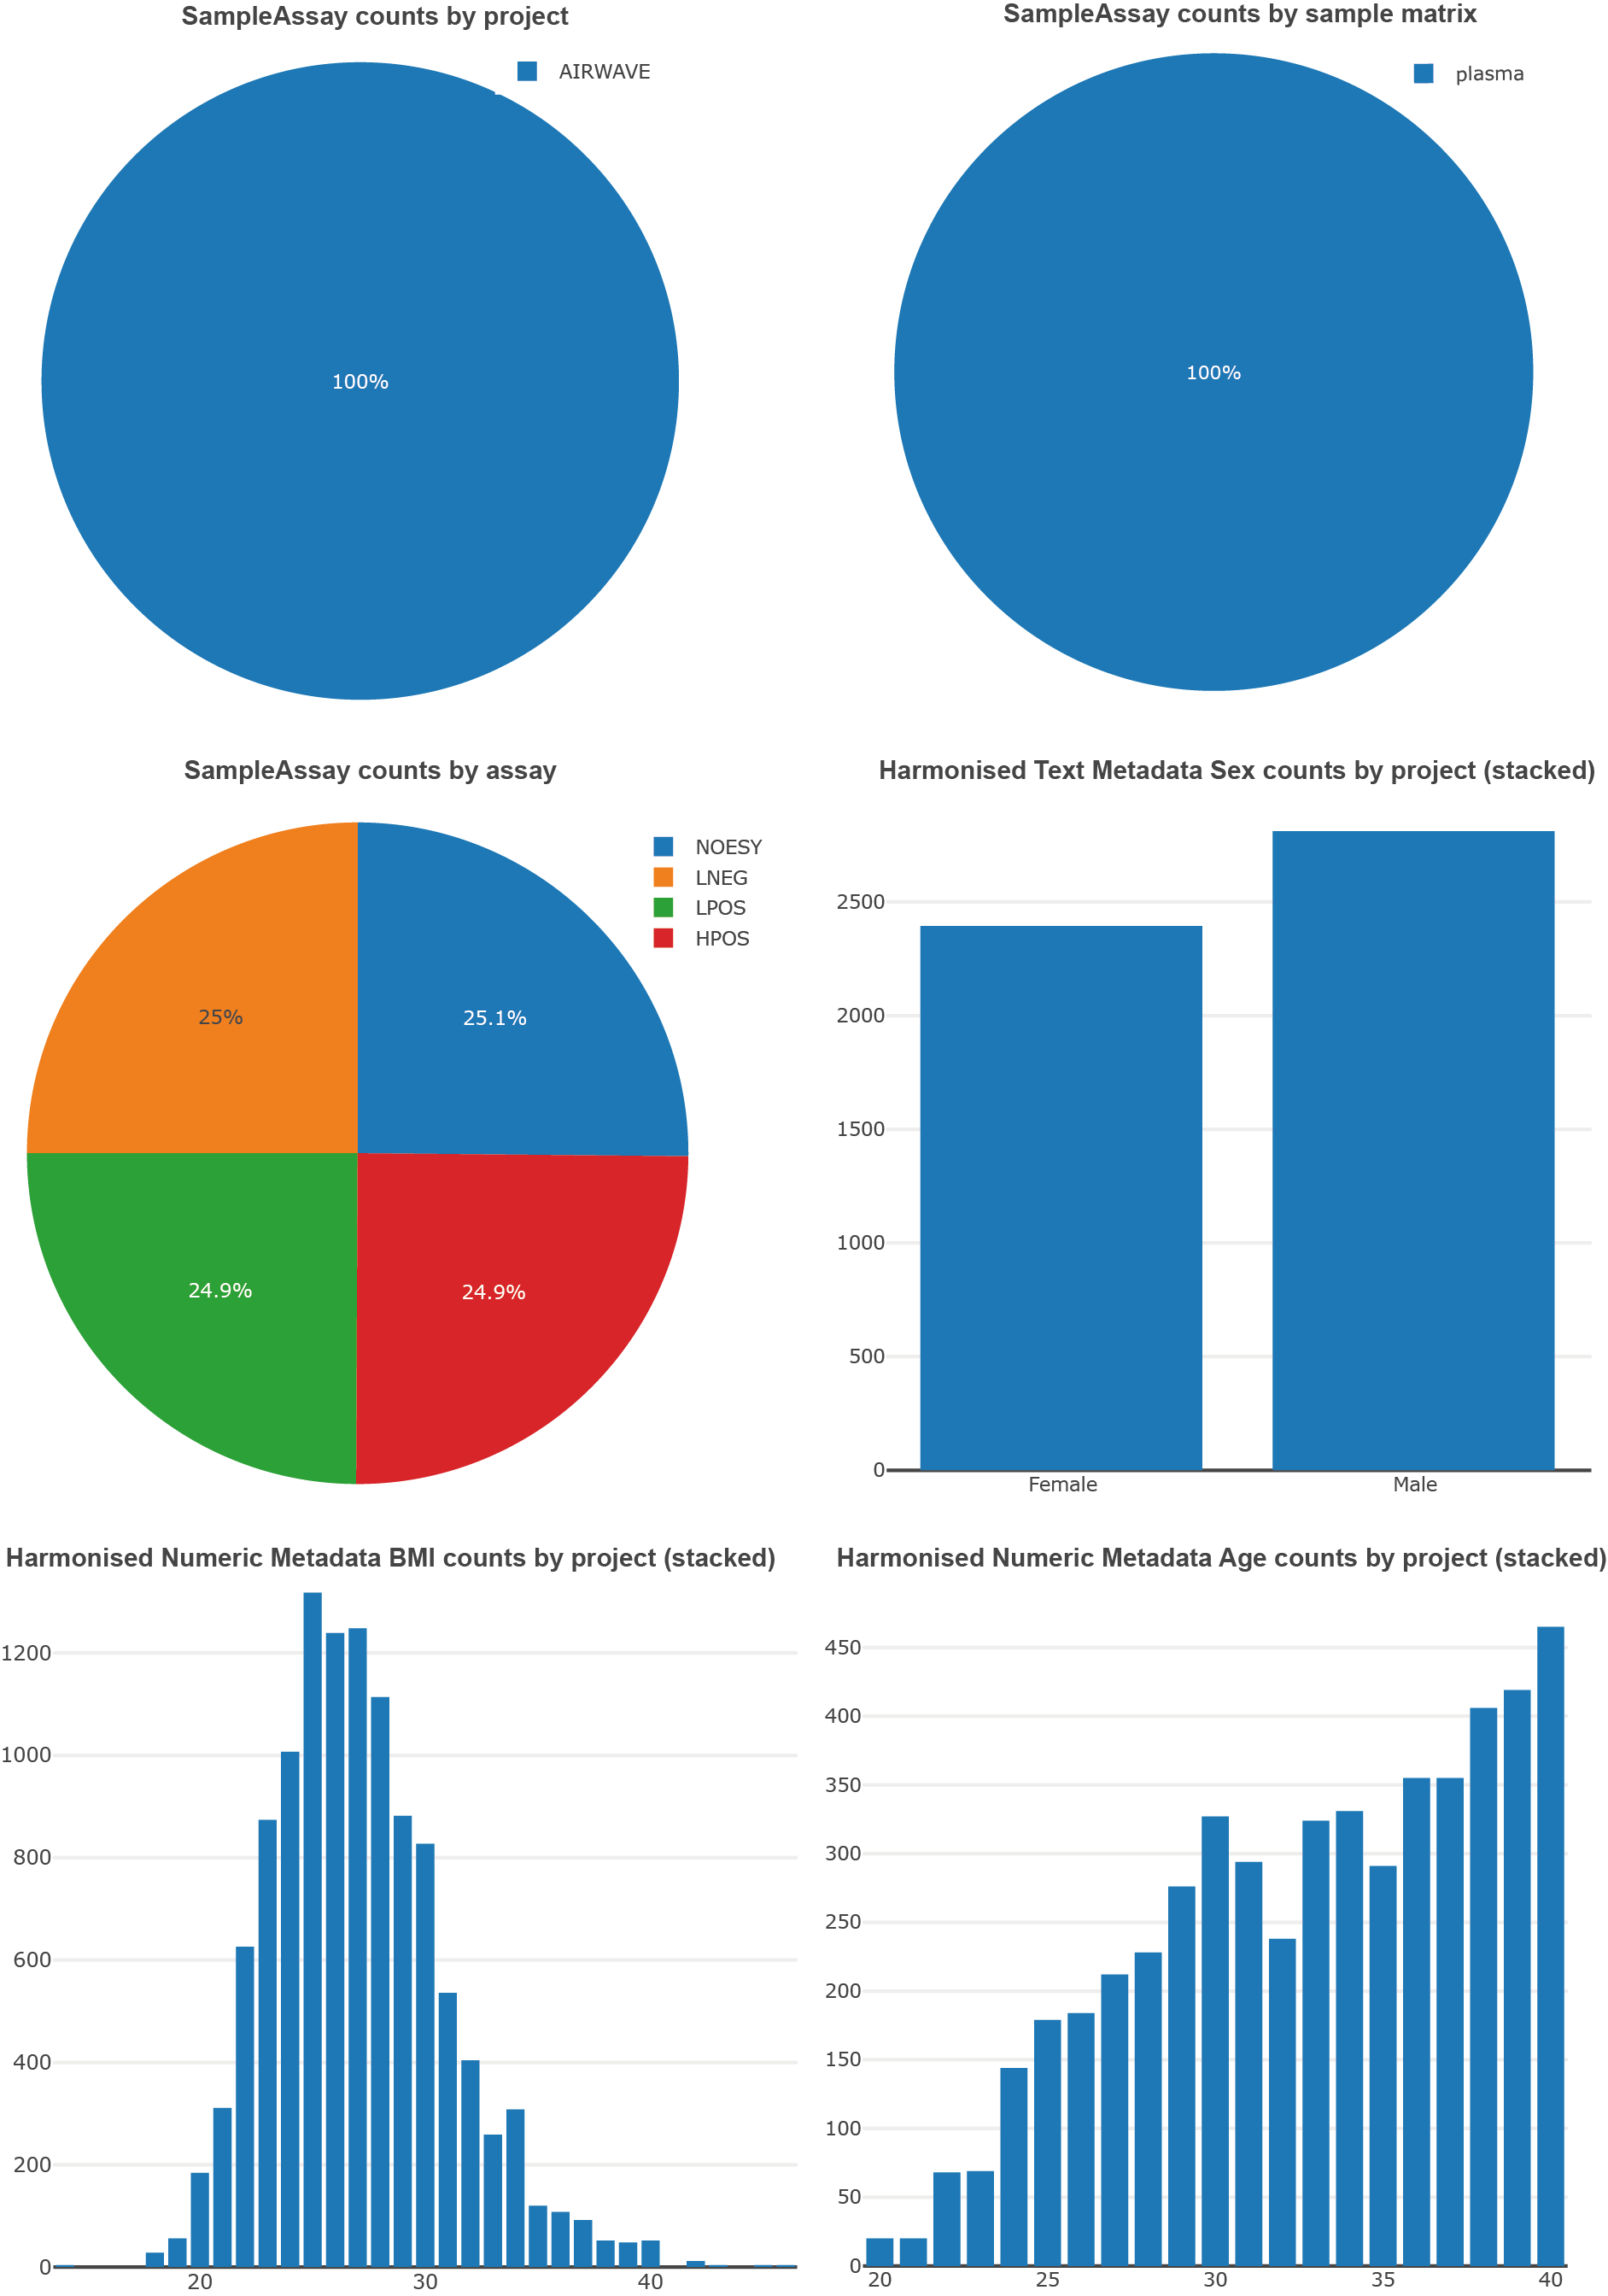 SampleAssay counts by project
AIRWAVE
100%
SampleAssay counts by sample matrix
plasma
100%
SampleAssay counts by assay
NOESY
LNEG
LPOS
HPOS
25%
25.1%
24.9%
24.9%
Harmonised Text Metadata Sex counts by project (stacked)
2500
2000
1500
1000
500
0
Female Male
Harmonised Numeric Metadata BMI counts by project (stacked)
1200
1000
800
600
400
200
0
20 30 40
Harmonised Numeric Metadata Age counts by project (stacked)
450
400
350
300
250
200
150
100
50
0
20 25 30 35 40